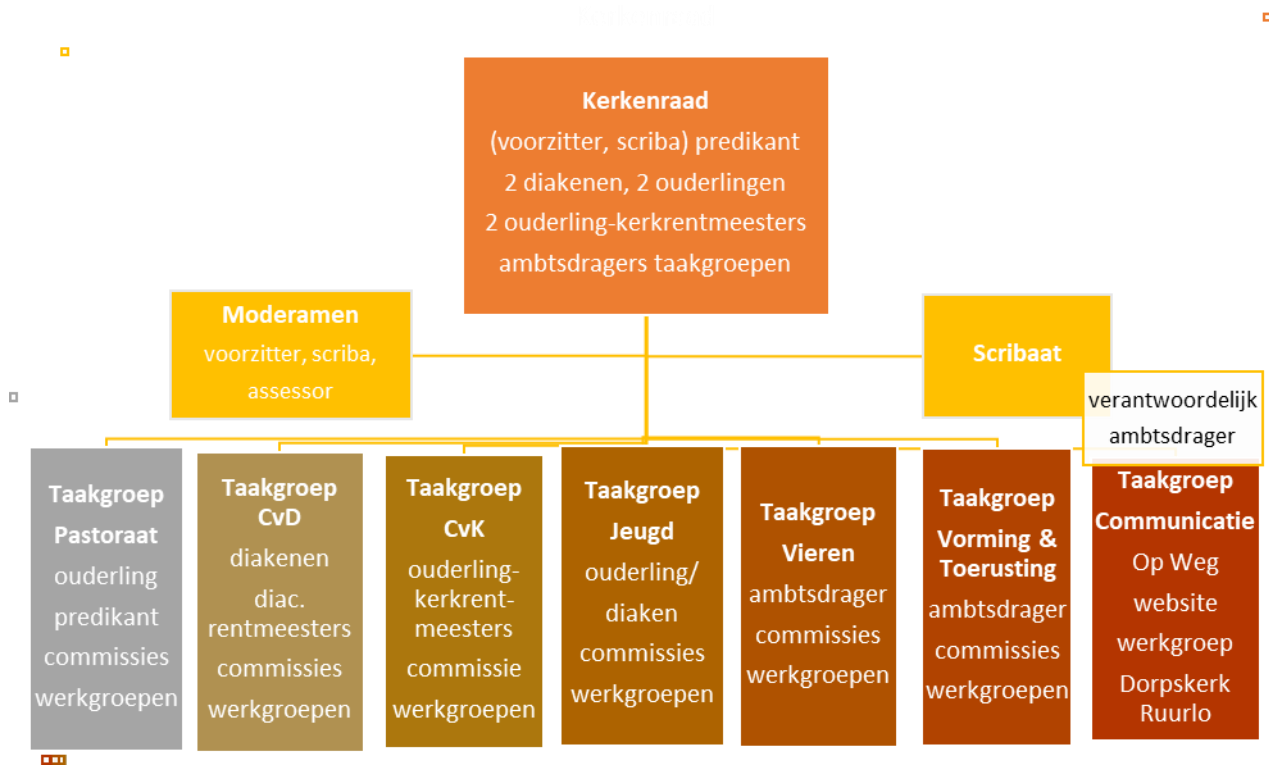 Kerkenraad
(voorzitter, scriba) predikant
2 diakenen, 2 ouderlingen
2 ouderling-kerkrentmeesters
ambtsdragers taakgroepen
Moderamen
voorzitter, scriba,
assessor
Scribaat
verantwoordelijk
ambtsdrager
Taakgroep
Pastoraat
ouderling
predikant
commissies
werkgroepen
Taakgroep
CvD
diakenen
diac.
rentmeesters
commissies
werkgroepen
Taakgroep
CvK
ouderling-
kerkrent-
meesters
commissie
werkgroepen
Taakgroep
Jeugd
ouderling/
diaken
commissies
werkgroepen
Taakgroep
Vieren
ambtsdrager
commissies
werkgroepen
Taakgroep
Vorming &
Toerusting
ambtsdrager
commissies
werkgroepen
Taakgroep
Communicatie
Op Weg
website
werkgroep
Dorpskerk
Ruurlo